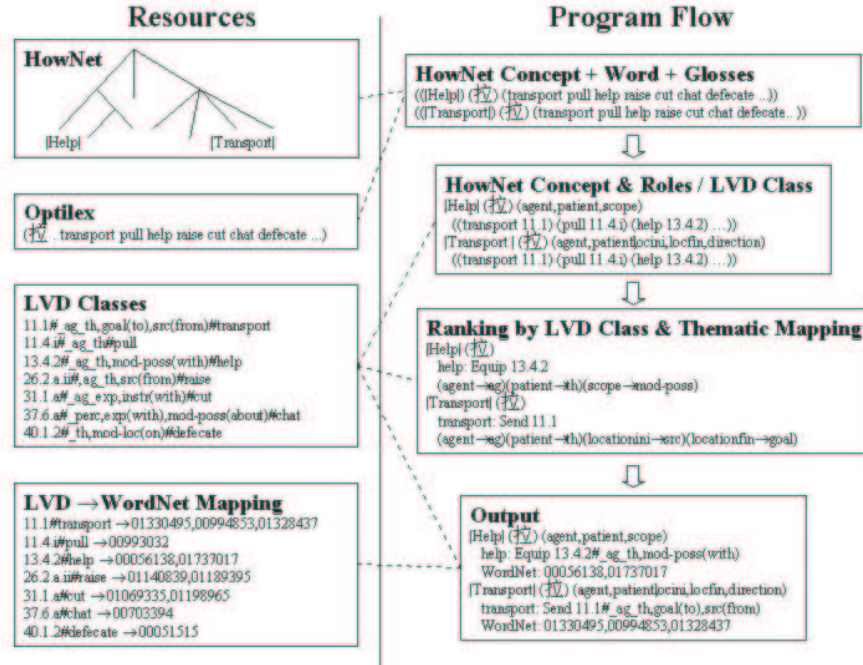 Resources
HowNet
|Help|
|Transport|
Optilex
(拉 . transport pull help raise cut chat defecate ...)
LVD Classes
11.1#_ag_th,goal(to),src(from)#transport
11.4.i#_ag_th#pull
13.4.2#_ag_th,mod-poss(with)#help
26.2.a.ii#,ag_th,src(from)#raise
31.1.a#_ag_exp,instr(with)#cut
37.6.a#_perc,exp(with),mod-poss(about)#chat
40.1.2#_th,mod-loc(on)#defecate
LVD →WordNet Mapping
11.1#transport →01330495,00994853,01328437
11.4.i#pull →00993032
13.4.2#help →00056138,01737017
26.2.a.ii#raise →01140839,01189395
31.1.a#cut →01069335,01198965
37.6.a#chat →00703394
40.1.2#defecate →00051515
Program Flow
HowNet Concept + Word + Glosses
((|Help|) (拉) (transport pull help raise cut chat defecate ...))
((|Transport|) (拉) (transport pull help raise cut chat defecate.. ))
HowNet Concept & Roles / LVD Class
|Help| (拉) (agent,patient,scope)
((transport 11.1) (pull 11.4.i) (help 13.4.2) ...))
|Transport | (拉) (agent,patient,locini,locfin,direction)
((transport 11.1) (pull 11.4.i) (help 13.4.2) ...))
Ranking by LVD Class & Thematic Mapping
|Help| (拉)
help: Equip 13.4.2
(agent→ag)(patient→th)(scope→mod-poss)
|Transport| (拉)
transport: Send 11.1
(agent→ag)(patient→th)(locationini→src)(locationfin→goal)
Output
|Help| (拉) (agent,patient,scope)
help: Equip 13.4.2#_ag_th,mod-poss(with)
WordNet: 00056138,01737017
|Transport| (拉) (agent,patient,locini,locfin,direction)
transport: Send 11.1#_ag_th,goal(to),src(from)
WordNet: 01330495,00994853,01328437